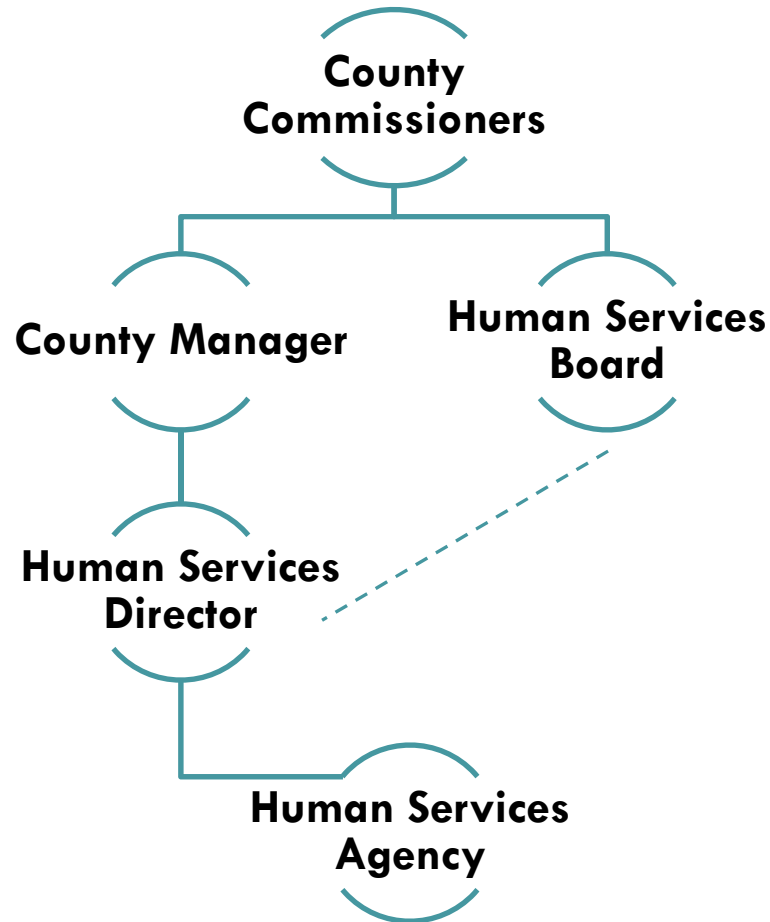 County
Commissioners
County Manager
Human Services
Board
Human Services
Director
Human Services
Agency